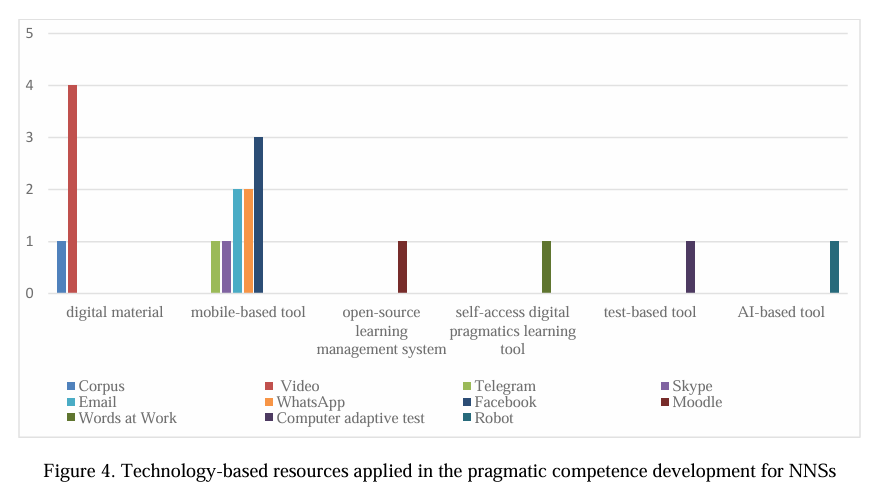 5
4
3
2
1
0
digital material
mobile-based tool
open-source
learning
management system
self-access digital
pragmatics learning
tool
test-based tool
AI-based tool
Corpus
Video
Telegram
Skype
Email
WhatsApp
Facebook
Moodle
Words at Work
Computer adaptive test
Robot
Figure 4. Technology-based resources applied in the pragmatic competence development for NNSs